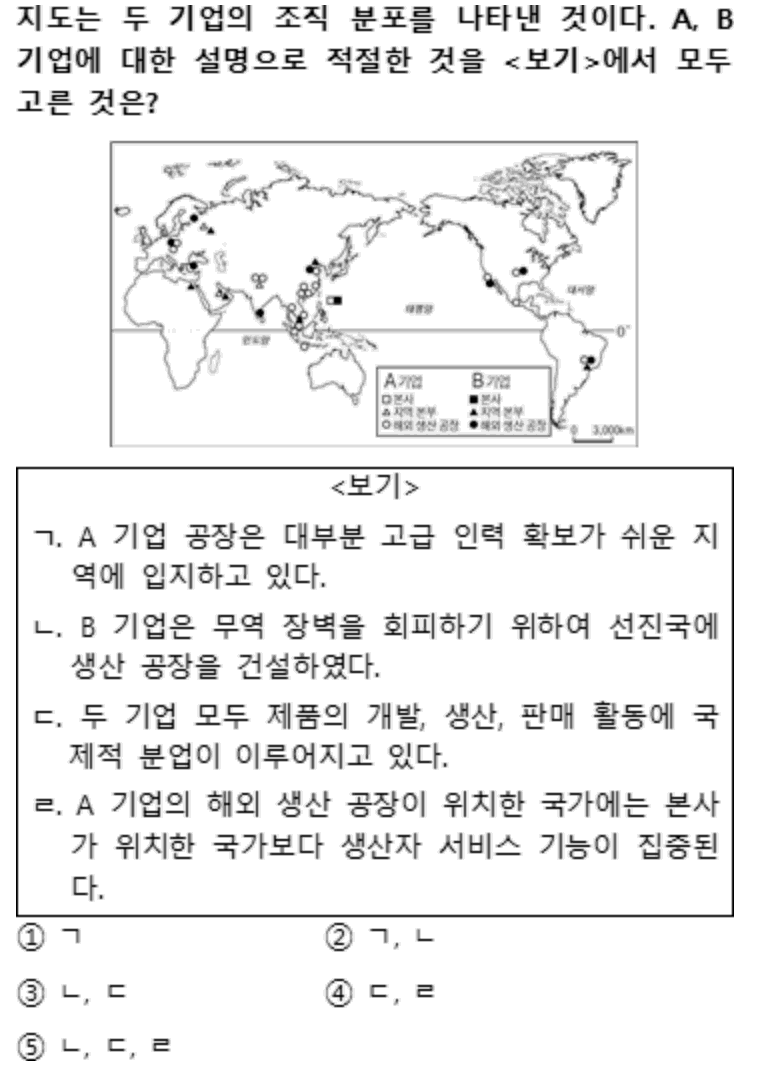 지도는 두 기업의 조직 분포를 나타낸 것이다. A, B
기업에 대한 설명으로 적절한 것을 <보기>에서 모두
고른 것은?
태평양
대서양
인도양
0°
A기업 B기업
□본사 ■본사
△지역 본부 ▲지역 본부
○해외 생산 공장 ●해외 생산 공장
0 3,000km
<보기>
ㄱ. A 기업 공장은 대부분 고급 인력 확보가 쉬운 지
역에 입지하고 있다.
ㄴ. B 기업은 무역 장벽을 회피하기 위하여 선진국에
생산 공장을 건설하였다.
ㄷ. 두 기업 모두 제품의 개발, 생산, 판매 활동에 국
제적 분업이 이루어지고 있다.
ㄹ. A 기업의 해외 생산 공장이 위치한 국가에는 본사
가 위치한 국가보다 생산자 서비스 기능이 집중된
다.
① ㄱ ② ㄱ, ㄴ
③ ㄴ, ㄷ ④ ㄷ, ㄹ
⑤ ㄴ, ㄷ, ㄹ